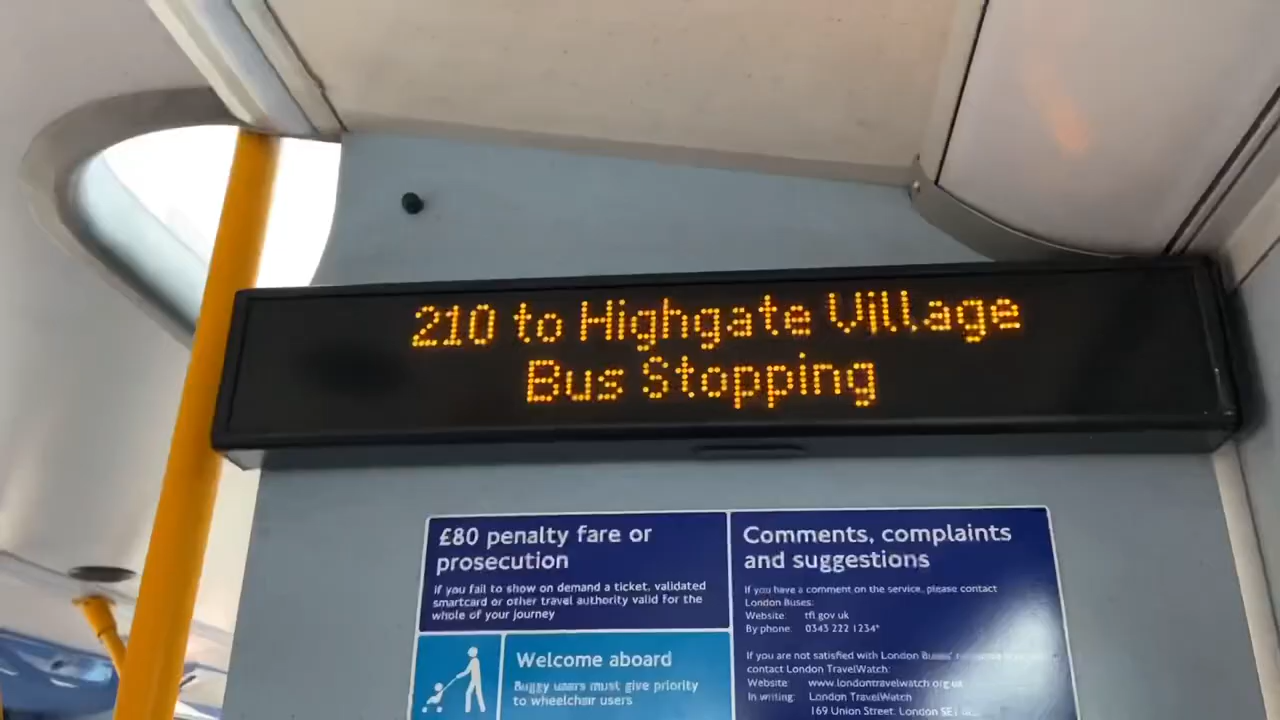 210 to Highgate Village
Bus Stopping
£80 penalty fare or
prosecution
If you fail to show on demand a ticket, validated
smartcard or other travel authority valid for the
whole of your journey
Welcome aboard
Buggy users must give priority
to wheelchair users
Comments, complaints
and suggestions
If you have a comment on the service, please contact
London Buses:
Website: tfl.gov.uk
By phone: 0343 222 1234*
If you are not satisfied with London Buses'
contact London TravelWatch:
Website: www.londontravelwatch.org.uk
In writing: London TravelWatch
169 Union Street, London SE1